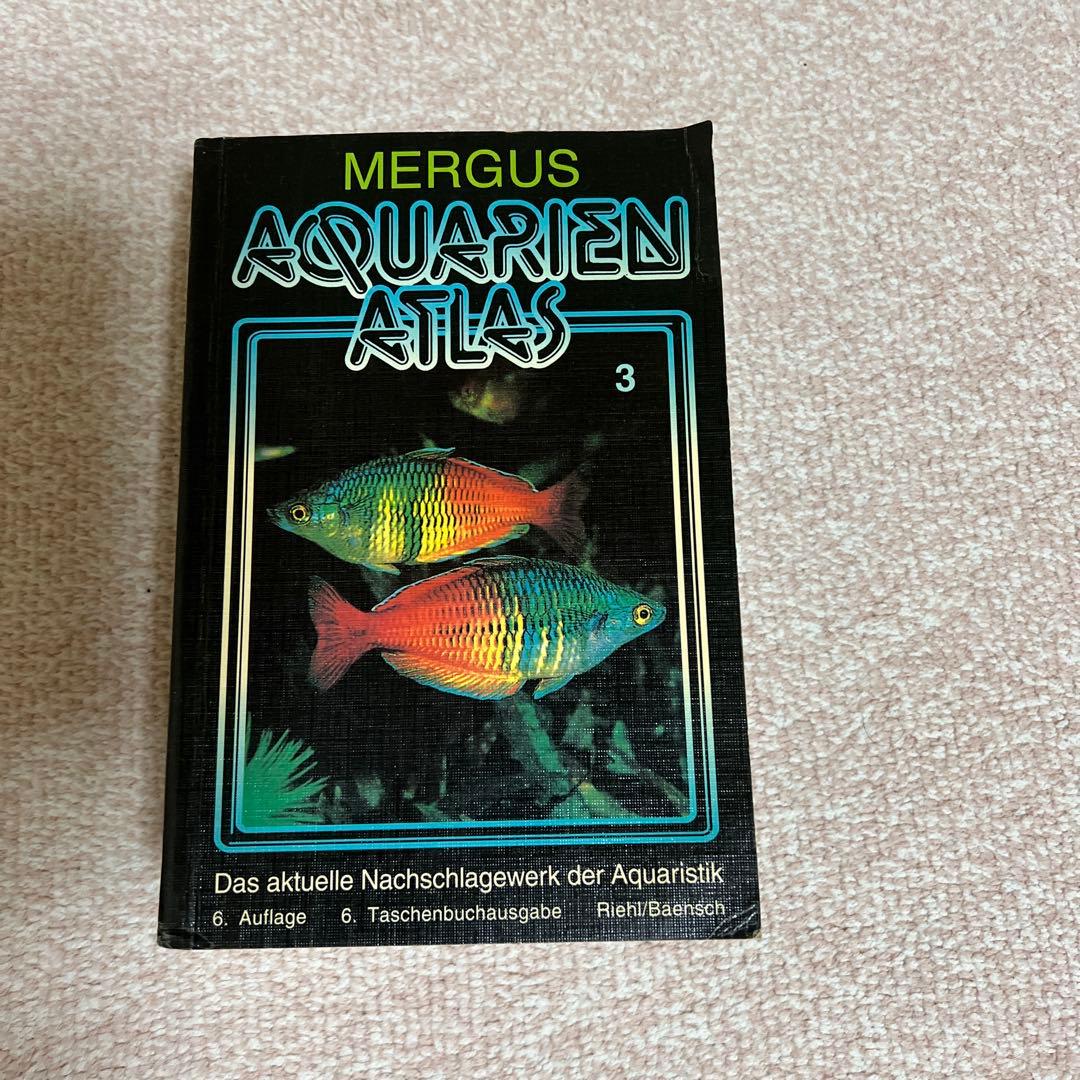 MERGUS
AQUARIEN
ATLAS
3
Das aktuelle Nachschlagewerk der Aquaristik
6. Auflage 6. Taschenbuchausgabe Riehl/Baensch